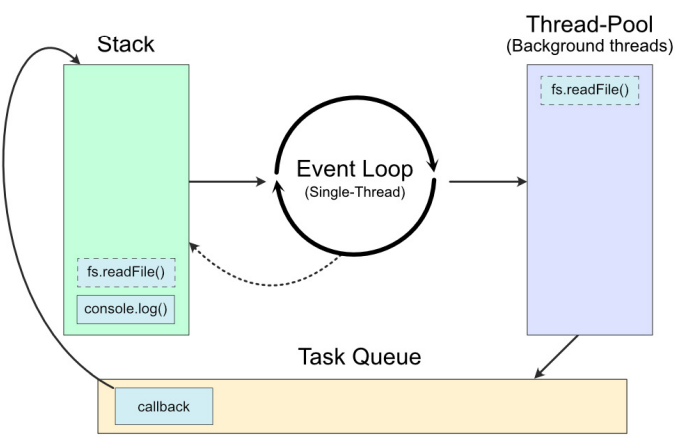 Stack
Thread-Pool
(Background threads)
fs.readFile()
Event Loop
(Single-Thread)
fs.readFile()
console.log()
Task Queue
callback